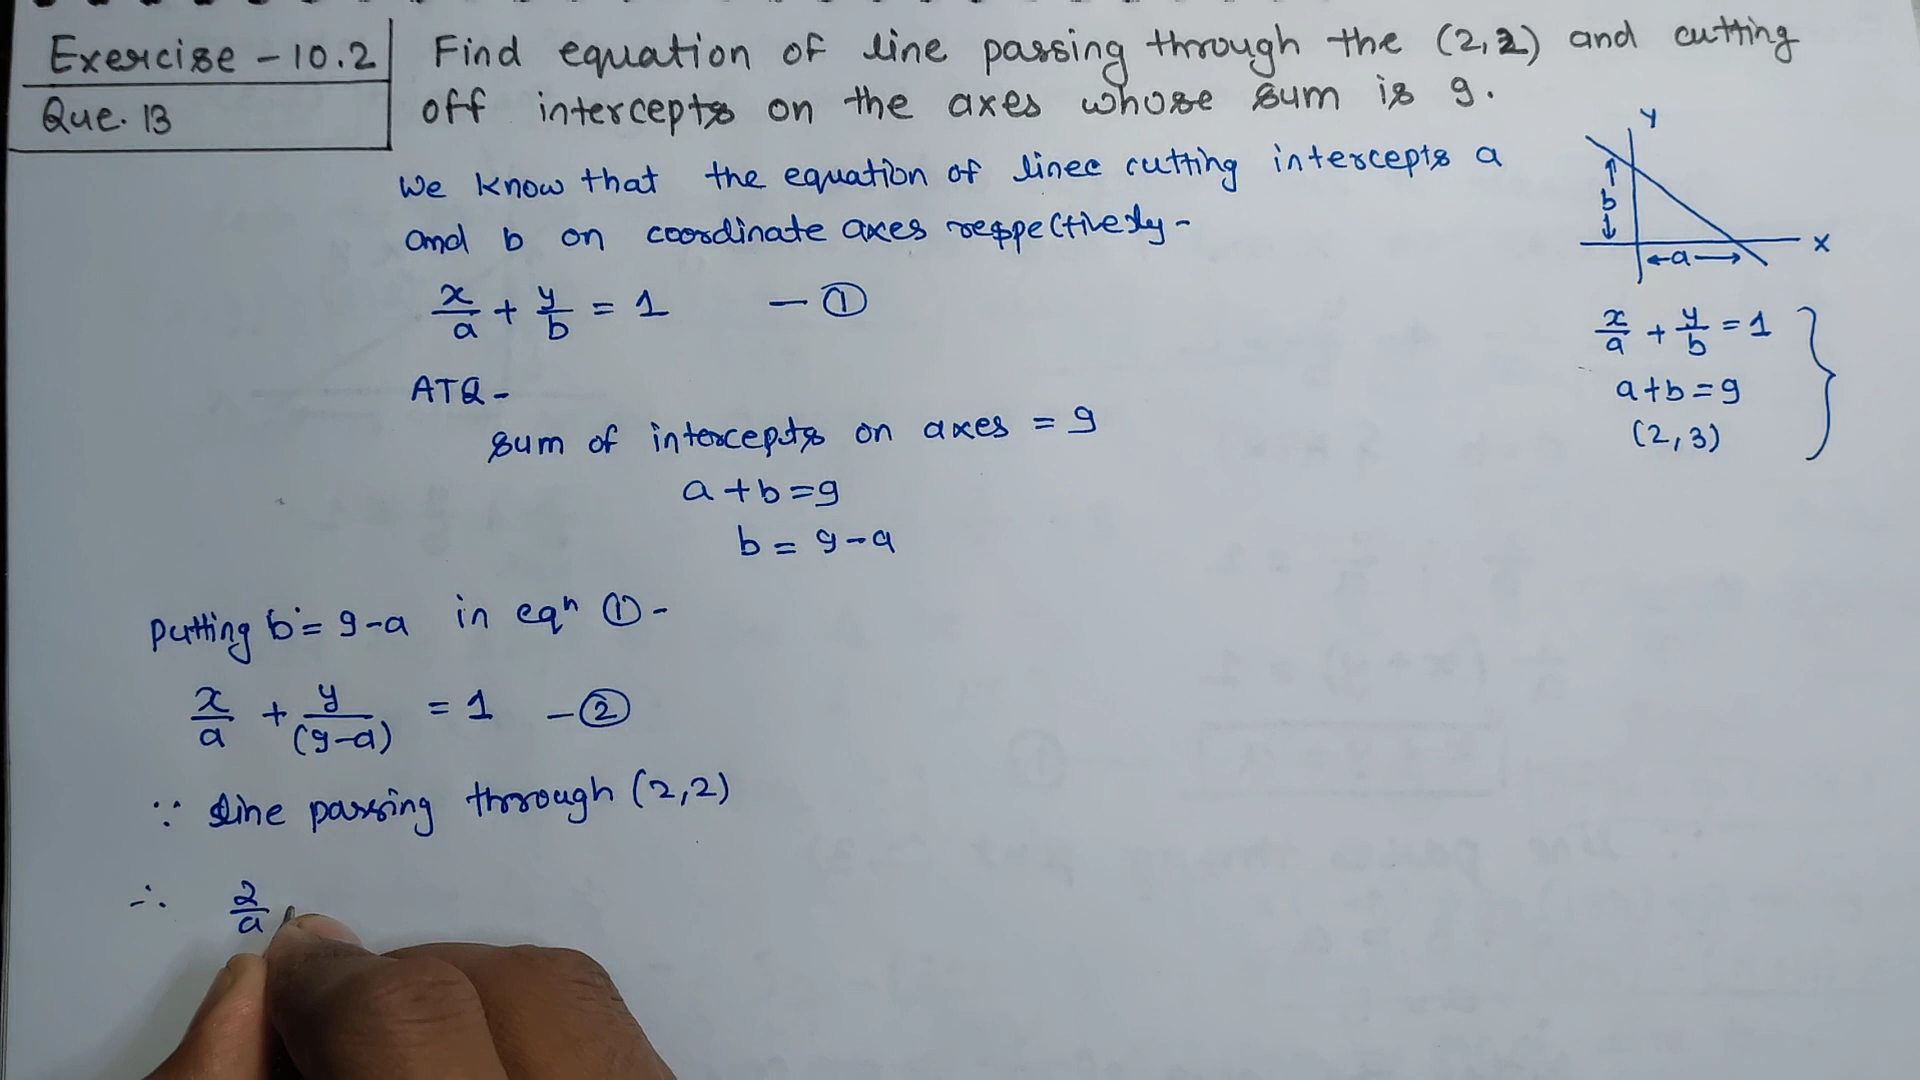 Exercise - 10.2
Que. 13
Find equation of line passing through the (2,2) and cutting
off intercepts on the axes whose sum is 9.
We know that the equation of linee cutting intercepts a
and b on coordinate axes respectively -
x/a + y/b = 1 - ①
ATQ -
sum of intercepts on axes = 9
a + b = 9
b = 9 - a
Putting b = 9 - a in eqⁿ ① -
x/a + y/(9-a) = 1 - ②
∵ line passing through (2,2)
∴ 2/a
y
b
x
a
x/a + y/b = 1
a + b = 9
(2,3)